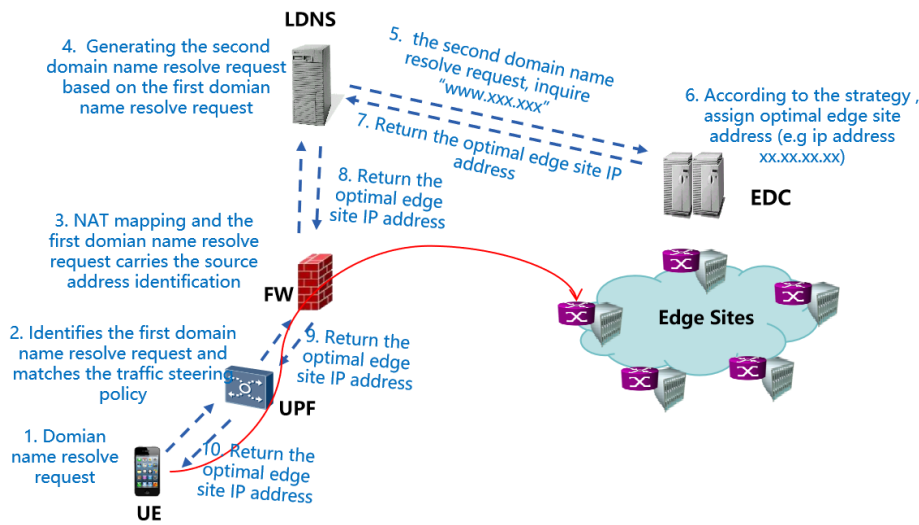 LDNS
4. Generating the second
domain name resolve request
based on the first domian
name resolve request
5. the second domain name
resolve request, inquire
“www.xxx.xxx”
7. Return the optimal edge site IP
address
6. According to the strategy ,
assign optimal edge site
address (e.g ip address
xx.xx.xx.xx)
EDC
8. Return the
optimal edge
site IP address
3. NAT mapping and the
first domian name resolve
request carries the source
address identification
FW
Edge Sites
2. Identifies the first domain
name resolve request and
matches the traffic steering
policy
9. Return the
optimal edge
site IP address
UPF
1. Domian
name resolve
request
10. Return the
optimal edge
site IP address
UE